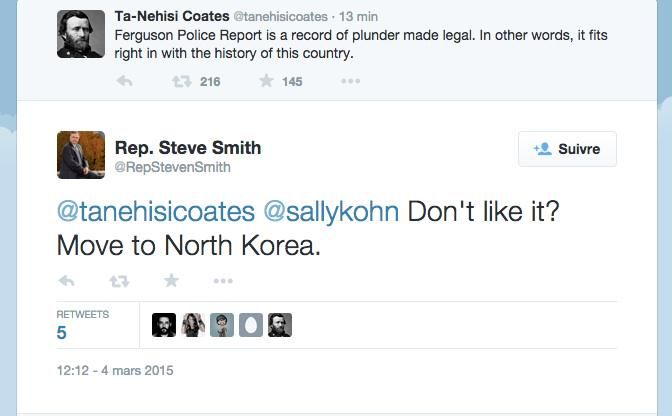 Ta-Nehisi Coates @tanehisicoates · 13 min
Ferguson Police Report is a record of plunder made legal. In other words, it fits
right in with the history of this country.
216 145
Rep. Steve Smith
@RepStevenSmith
Suivre
@tanehisicoates @sallykohn Don't like it?
Move to North Korea.
RETWEETS
5
12:12 - 4 mars 2015